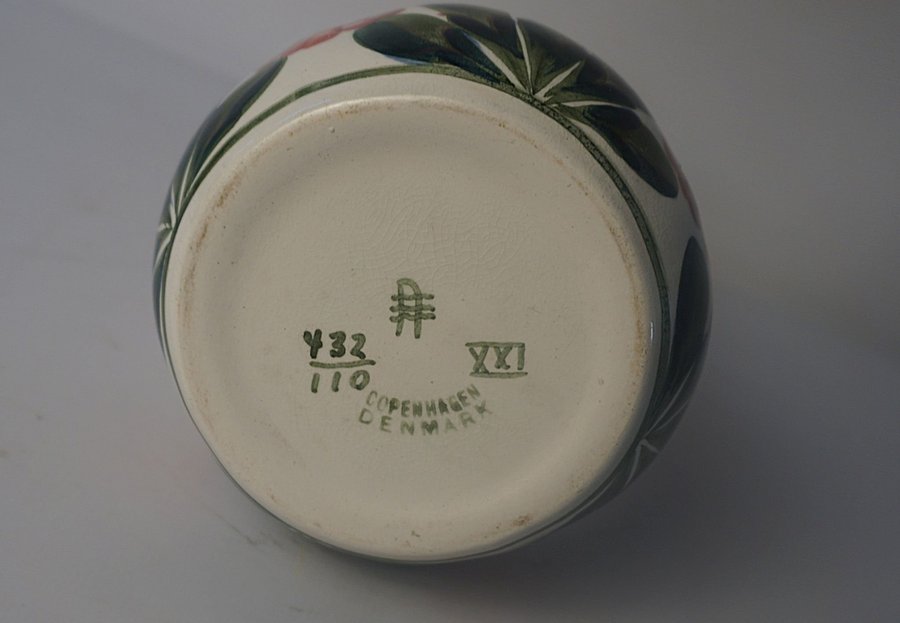 432
110
XXI
COPENHAGEN
DENMARK